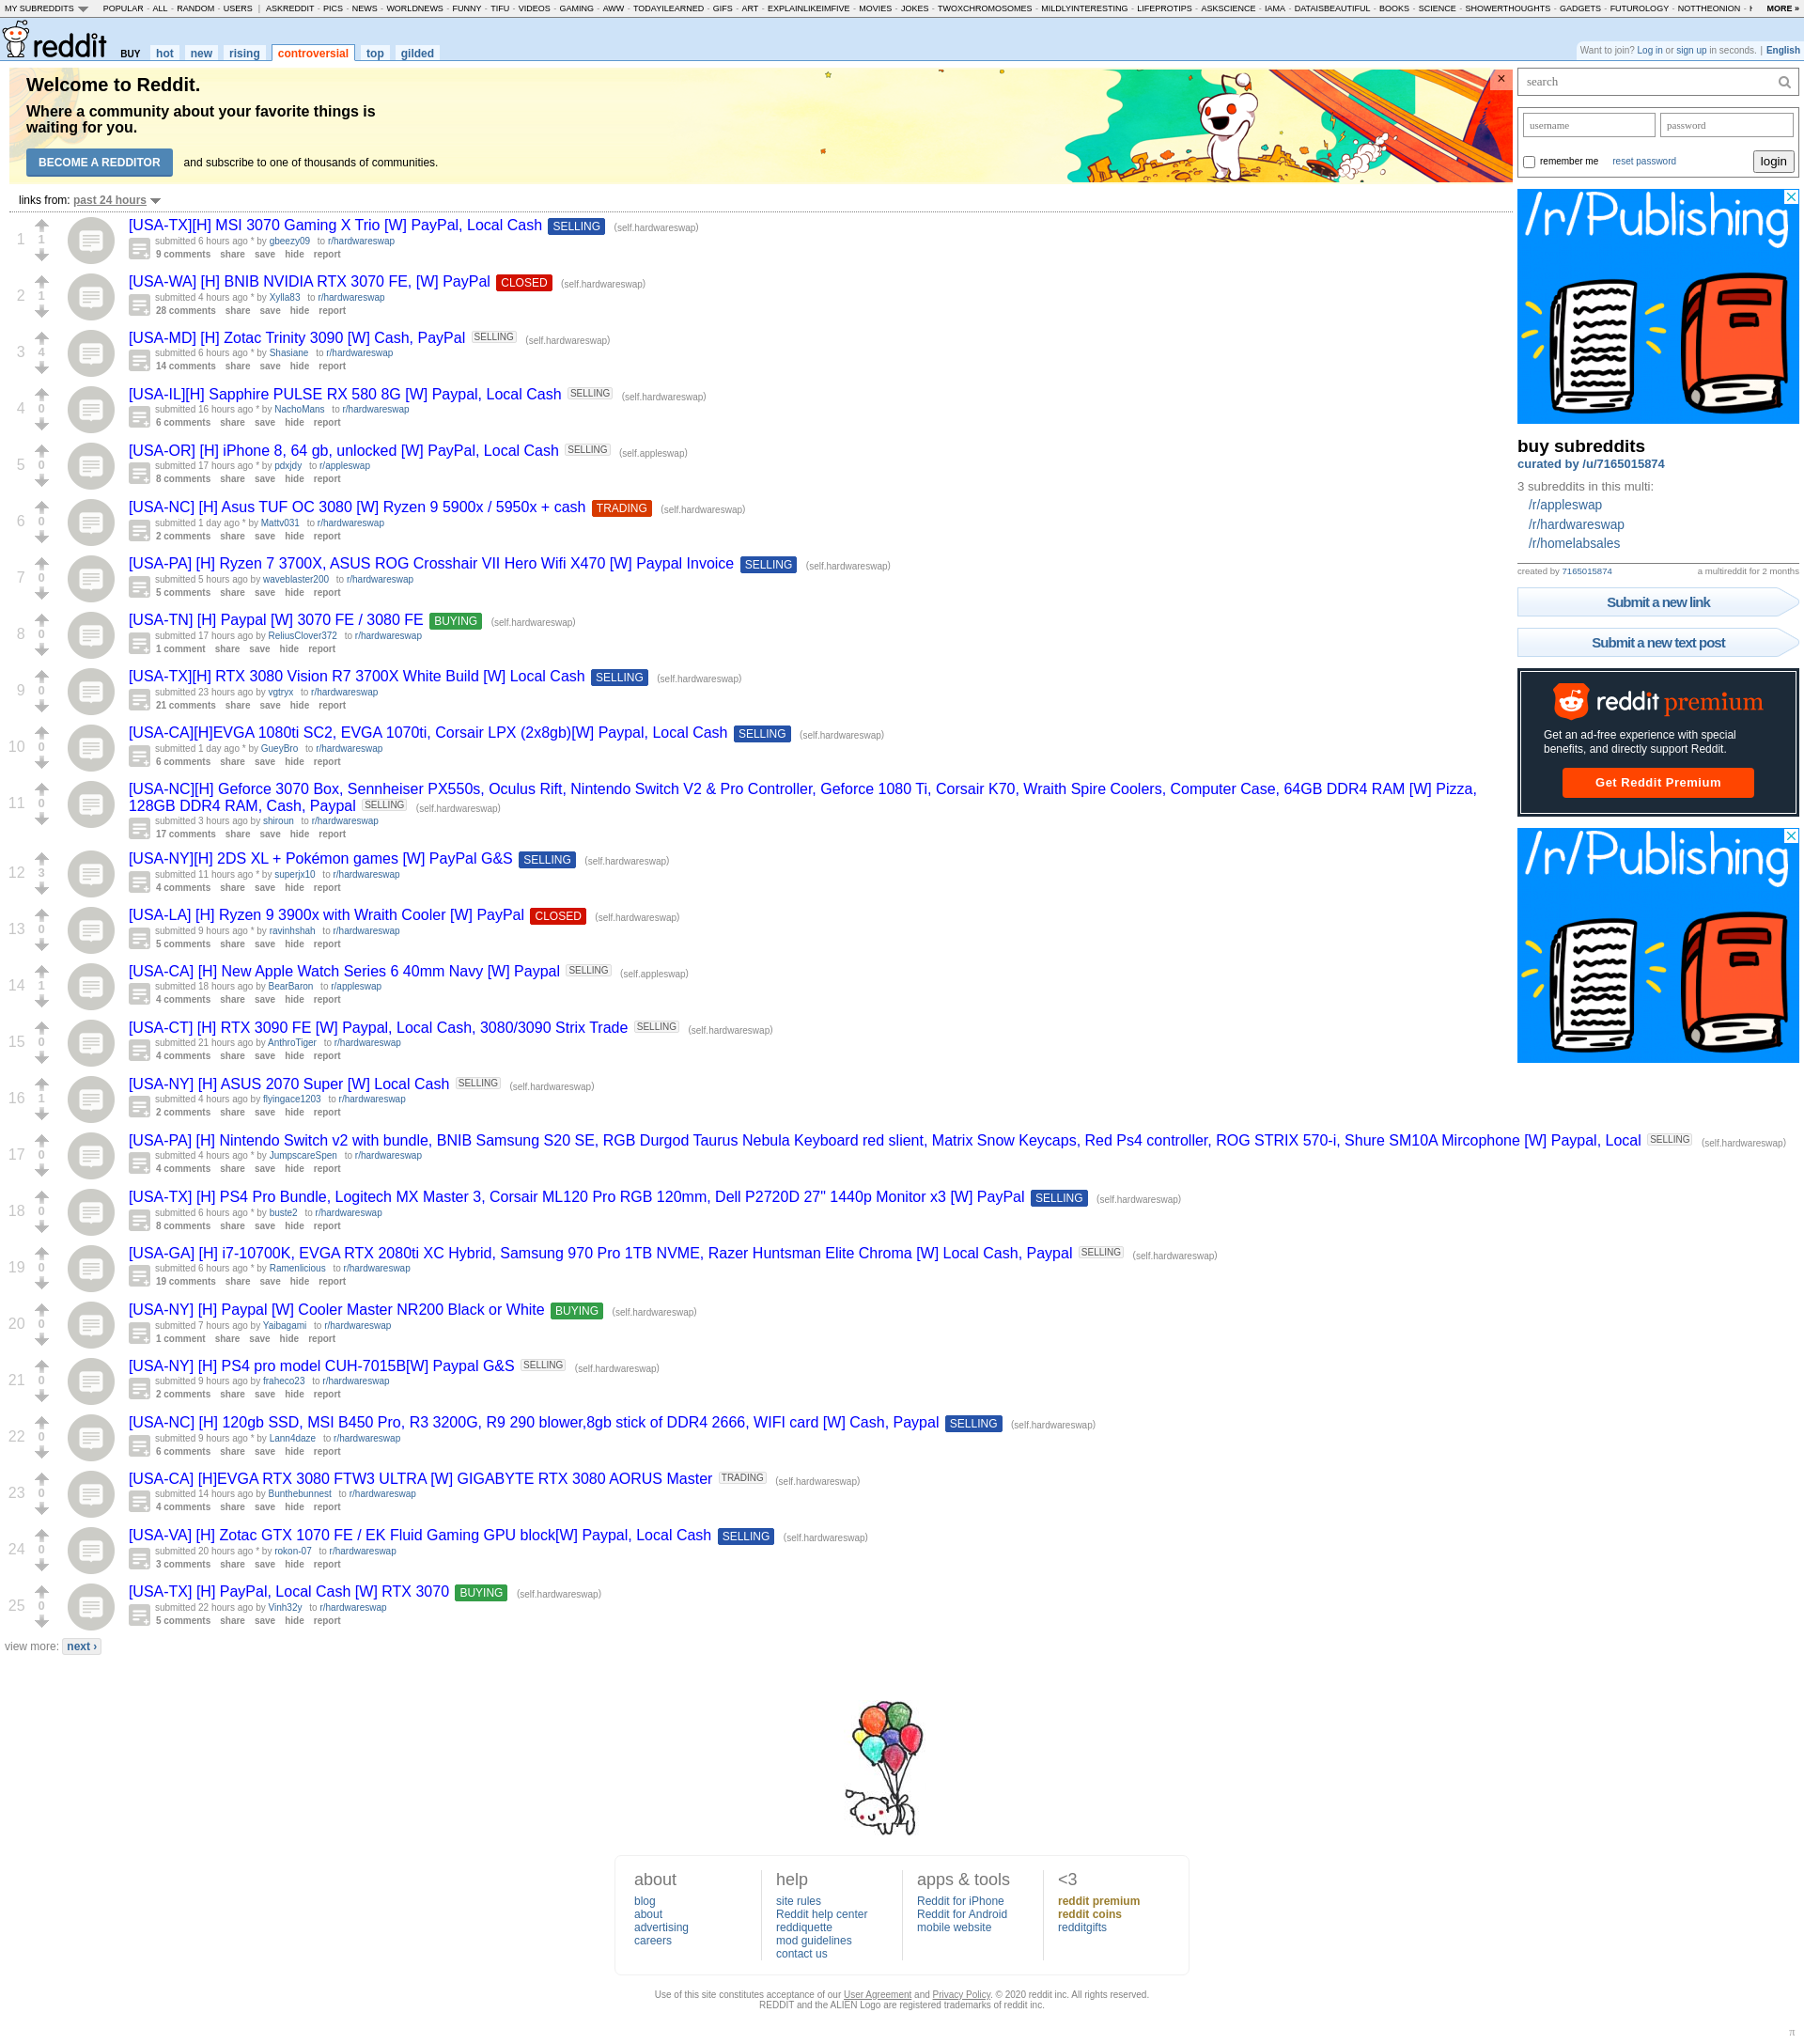 MY SUBREDDITS POPULAR - ALL - RANDOM - USERS | ASKREDDIT - PICS - NEWS - WORLDNEWS - FUNNY - TIFU - VIDEOS - GAMING - AWW - TODAYILEARNED - GIFS - ART - EXPLAINLIKEIMFIVE - MOVIES - JOKES - TWOXCHROMOSOMES - MILDLYINTERESTING - LIFEPROTIPS - ASKSCIENCE - IAMA - DATAISBEAUTIFUL - BOOKS - SCIENCE - SHOWERTHOUGHTS - GADGETS - FUTUROLOGY - NOTTHEONION - MORE »
reddit BUY hot new rising controversial top gilded
Want to join? Log in or sign up in seconds. | English
Welcome to Reddit.
Where a community about your favorite things is
waiting for you.
BECOME A REDDITOR and subscribe to one of thousands of communities.
links from: past 24 hours
1 1 [USA-TX][H] MSI 3070 Gaming X Trio [W] PayPal, Local Cash SELLING (self.hardwareswap)
submitted 6 hours ago * by gbeezy09 to r/hardwareswap
9 comments share save hide report
2 1 [USA-WA] [H] BNIB NVIDIA RTX 3070 FE, [W] PayPal CLOSED (self.hardwareswap)
submitted 4 hours ago * by Xylla83 to r/hardwareswap
28 comments share save hide report
3 4 [USA-MD] [H] Zotac Trinity 3090 [W] Cash, PayPal SELLING (self.hardwareswap)
submitted 6 hours ago * by Shasiane to r/hardwareswap
14 comments share save hide report
4 0 [USA-IL][H] Sapphire PULSE RX 580 8G [W] Paypal, Local Cash SELLING (self.hardwareswap)
submitted 16 hours ago * by NachoMans to r/hardwareswap
6 comments share save hide report
5 0 [USA-OR] [H] iPhone 8, 64 gb, unlocked [W] PayPal, Local Cash SELLING (self.appleswap)
submitted 17 hours ago * by pdxjdy to r/appleswap
8 comments share save hide report
6 0 [USA-NC] [H] Asus TUF OC 3080 [W] Ryzen 9 5900x / 5950x + cash TRADING (self.hardwareswap)
submitted 1 day ago * by Mattv031 to r/hardwareswap
2 comments share save hide report
7 0 [USA-PA] [H] Ryzen 7 3700X, ASUS ROG Crosshair VII Hero Wifi X470 [W] Paypal Invoice SELLING (self.hardwareswap)
submitted 5 hours ago by waveblaster200 to r/hardwareswap
5 comments share save hide report
8 0 [USA-TN] [H] Paypal [W] 3070 FE / 3080 FE BUYING (self.hardwareswap)
submitted 17 hours ago by ReliusClover372 to r/hardwareswap
1 comment share save hide report
9 0 [USA-TX][H] RTX 3080 Vision R7 3700X White Build [W] Local Cash SELLING (self.hardwareswap)
submitted 23 hours ago by vgtryx to r/hardwareswap
21 comments share save hide report
10 0 [USA-CA][H]EVGA 1080ti SC2, EVGA 1070ti, Corsair LPX (2x8gb)[W] Paypal, Local Cash SELLING (self.hardwareswap)
submitted 1 day ago * by GueyBro to r/hardwareswap
6 comments share save hide report
11 0 [USA-NC][H] Geforce 3070 Box, Sennheiser PX550s, Oculus Rift, Nintendo Switch V2 & Pro Controller, Geforce 1080 Ti, Corsair K70, Wraith Spire Coolers, Computer Case, 64GB DDR4 RAM [W] Pizza,
128GB DDR4 RAM, Cash, Paypal SELLING (self.hardwareswap)
submitted 3 hours ago by shiroun to r/hardwareswap
17 comments share save hide report
12 3 [USA-NY][H] 2DS XL + Pokémon games [W] PayPal G&S SELLING (self.hardwareswap)
submitted 11 hours ago * by superjx10 to r/hardwareswap
4 comments share save hide report
13 0 [USA-LA] [H] Ryzen 9 3900x with Wraith Cooler [W] PayPal CLOSED (self.hardwareswap)
submitted 9 hours ago * by ravinhshah to r/hardwareswap
5 comments share save hide report
14 1 [USA-CA] [H] New Apple Watch Series 6 40mm Navy [W] Paypal SELLING (self.appleswap)
submitted 18 hours ago by BearBaron to r/appleswap
4 comments share save hide report
15 0 [USA-CT] [H] RTX 3090 FE [W] Paypal, Local Cash, 3080/3090 Strix Trade SELLING (self.hardwareswap)
submitted 21 hours ago by AnthroTiger to r/hardwareswap
4 comments share save hide report
16 1 [USA-NY] [H] ASUS 2070 Super [W] Local Cash SELLING (self.hardwareswap)
submitted 4 hours ago by flyingace1203 to r/hardwareswap
2 comments share save hide report
17 0 [USA-PA] [H] Nintendo Switch v2 with bundle, BNIB Samsung S20 SE, RGB Durgod Taurus Nebula Keyboard red slient, Matrix Snow Keycaps, Red Ps4 controller, ROG STRIX 570-i, Shure SM10A Mircophone [W] Paypal, Local SELLING (self.hardwareswap)
submitted 4 hours ago * by JumpscareSpen to r/hardwareswap
4 comments share save hide report
18 0 [USA-TX] [H] PS4 Pro Bundle, Logitech MX Master 3, Corsair ML120 Pro RGB 120mm, Dell P2720D 27" 1440p Monitor x3 [W] PayPal SELLING (self.hardwareswap)
submitted 6 hours ago * by buste2 to r/hardwareswap
8 comments share save hide report
19 0 [USA-GA] [H] i7-10700K, EVGA RTX 2080ti XC Hybrid, Samsung 970 Pro 1TB NVME, Razer Huntsman Elite Chroma [W] Local Cash, Paypal SELLING (self.hardwareswap)
submitted 6 hours ago * by Ramenlicious to r/hardwareswap
19 comments share save hide report
20 0 [USA-NY] [H] Paypal [W] Cooler Master NR200 Black or White BUYING (self.hardwareswap)
submitted 7 hours ago by Yaibagami to r/hardwareswap
1 comment share save hide report
21 0 [USA-NY] [H] PS4 pro model CUH-7015B[W] Paypal G&S SELLING (self.hardwareswap)
submitted 9 hours ago by fraheco23 to r/hardwareswap
2 comments share save hide report
22 0 [USA-NC] [H] 120gb SSD, MSI B450 Pro, R3 3200G, R9 290 blower,8gb stick of DDR4 2666, WIFI card [W] Cash, Paypal SELLING (self.hardwareswap)
submitted 9 hours ago * by Lann4daze to r/hardwareswap
6 comments share save hide report
23 0 [USA-CA] [H]EVGA RTX 3080 FTW3 ULTRA [W] GIGABYTE RTX 3080 AORUS Master TRADING (self.hardwareswap)
submitted 14 hours ago by Bunthebunnest to r/hardwareswap
4 comments share save hide report
24 0 [USA-VA] [H] Zotac GTX 1070 FE / EK Fluid Gaming GPU block[W] Paypal, Local Cash SELLING (self.hardwareswap)
submitted 20 hours ago * by rokon-07 to r/hardwareswap
3 comments share save hide report
25 0 [USA-TX] [H] PayPal, Local Cash [W] RTX 3070 BUYING (self.hardwareswap)
submitted 22 hours ago by Vinh32y to r/hardwareswap
5 comments share save hide report
view more: next ›
search
username password
remember me reset password login
/r/Publishing
buy subreddits
curated by /u/7165015874
3 subreddits in this multi:
/r/appleswap
/r/hardwareswap
/r/homelabsales
created by 7165015874 a multireddit for 2 months
Submit a new link
Submit a new text post
reddit premium
Get an ad-free experience with special
benefits, and directly support Reddit.
Get Reddit Premium
/r/Publishing
about
blog
about
advertising
careers
help
site rules
Reddit help center
reddiquette
mod guidelines
contact us
apps & tools
Reddit for iPhone
Reddit for Android
mobile website
<3
reddit premium
reddit coins
redditgifts
Use of this site constitutes acceptance of our User Agreement and Privacy Policy. © 2020 reddit inc. All rights reserved.
REDDIT and the ALIEN Logo are registered trademarks of reddit inc.
π